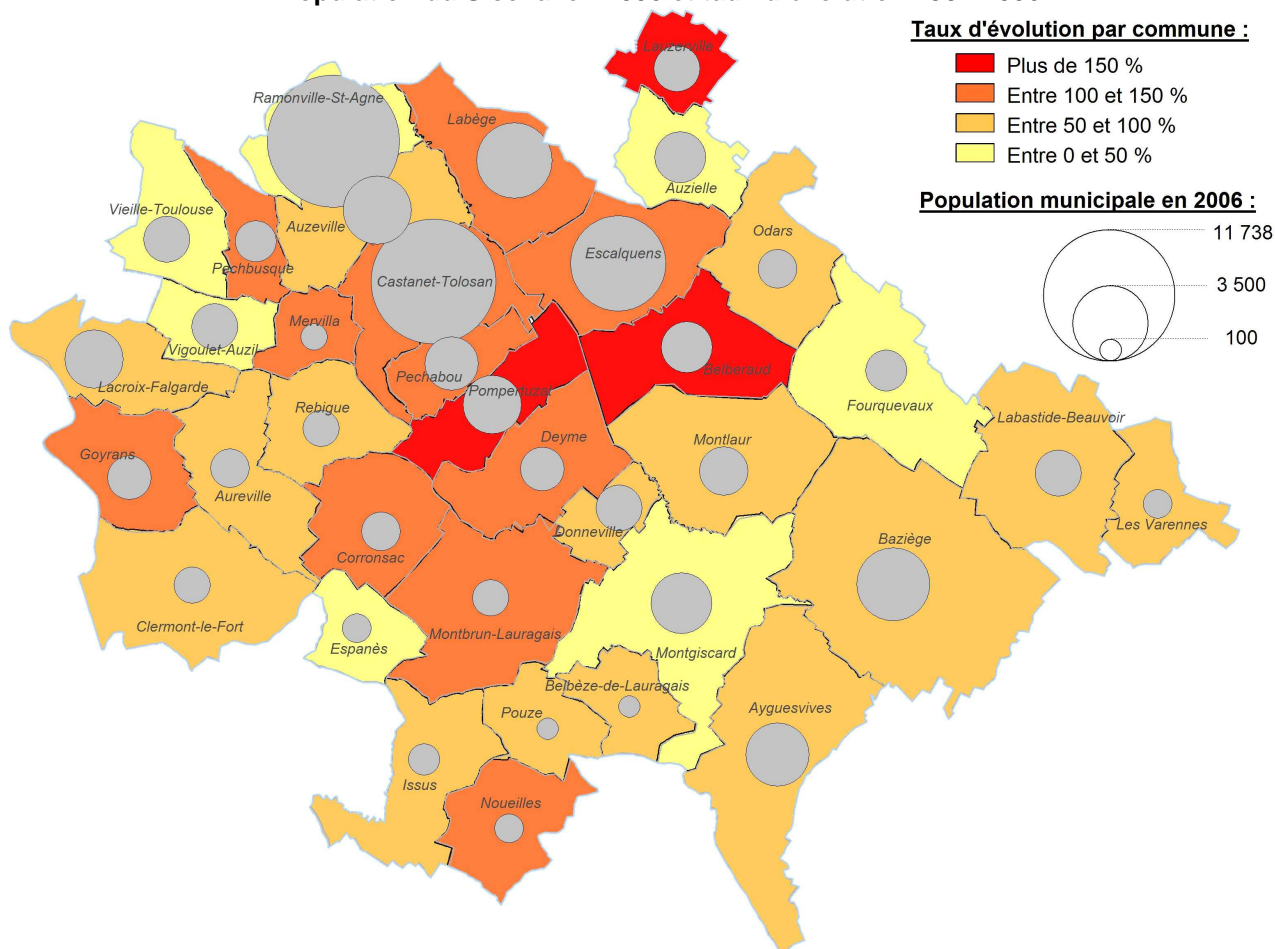 Taux d'évolution par commune :
Plus de 150 %
Entre 100 et 150 %
Entre 50 et 100 %
Entre 0 et 50 %
Population municipale en 2006 :
11 738
3 500
100
Lauzerville
Ramonville-St-Agne
Labège
Auzielle
Vieille-Toulouse
Auzeville
Odars
Pechbusque
Escalquens
Castanet-Tolosan
Mervilla
Vigoulet-Auzil
Lacroix-Falgarde
Pechabou
Belberaud
Pompertuzat
Fourquevaux
Rebigue
Labastide-Beauvoir
Deyme
Montlaur
Goyrans
Aureville
Les Varennes
Donneville
Baziège
Corronsac
Clermont-le-Fort
Montbrun-Lauragais
Espanès
Montgiscard
Belbèze-de-Lauragais
Pouze
Ayguesvives
Issus
Noueilles